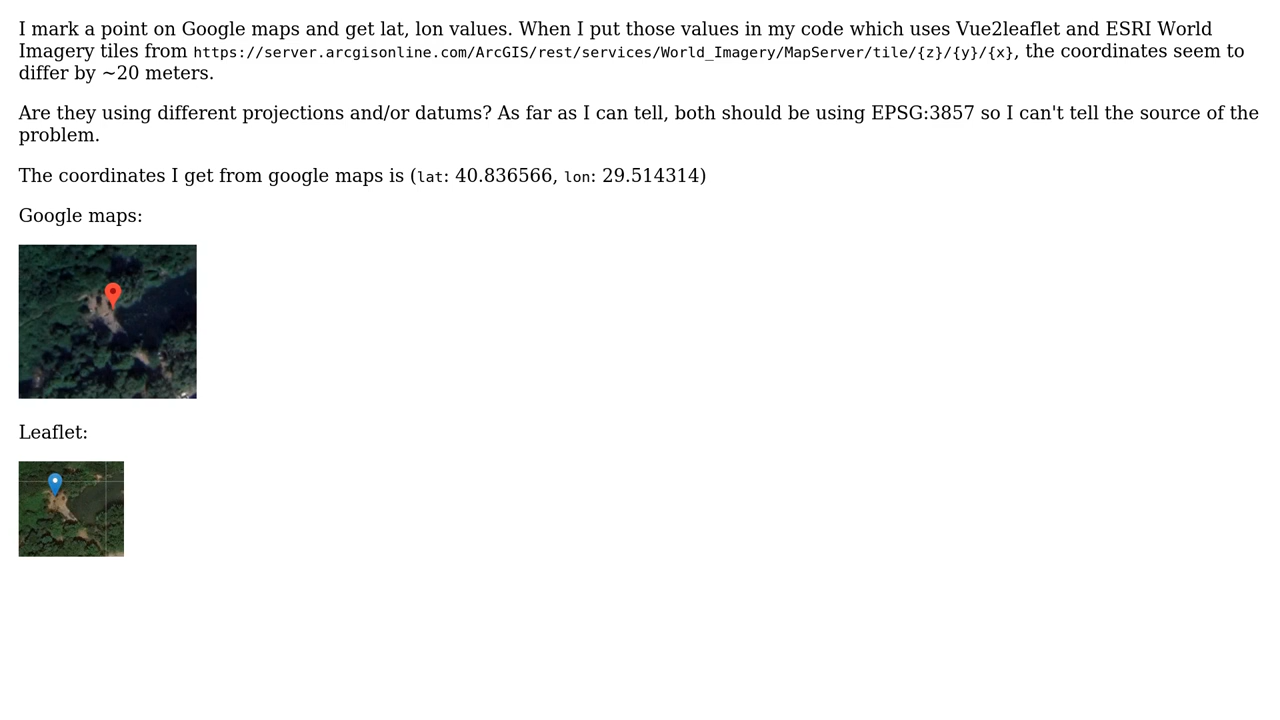 I mark a point on Google maps and get lat, lon values. When I put those values in my code which uses Vue2leaflet and ESRI World
Imagery tiles from https://server.arcgisonline.com/ArcGIS/rest/services/World_Imagery/MapServer/tile/{z}/{y}/{x}, the coordinates seem to
differ by ~20 meters.
Are they using different projections and/or datums? As far as I can tell, both should be using EPSG:3857 so I can't tell the source of the
problem.
The coordinates I get from google maps is (lat: 40.836566, lon: 29.514314)
Google maps:
Leaflet: